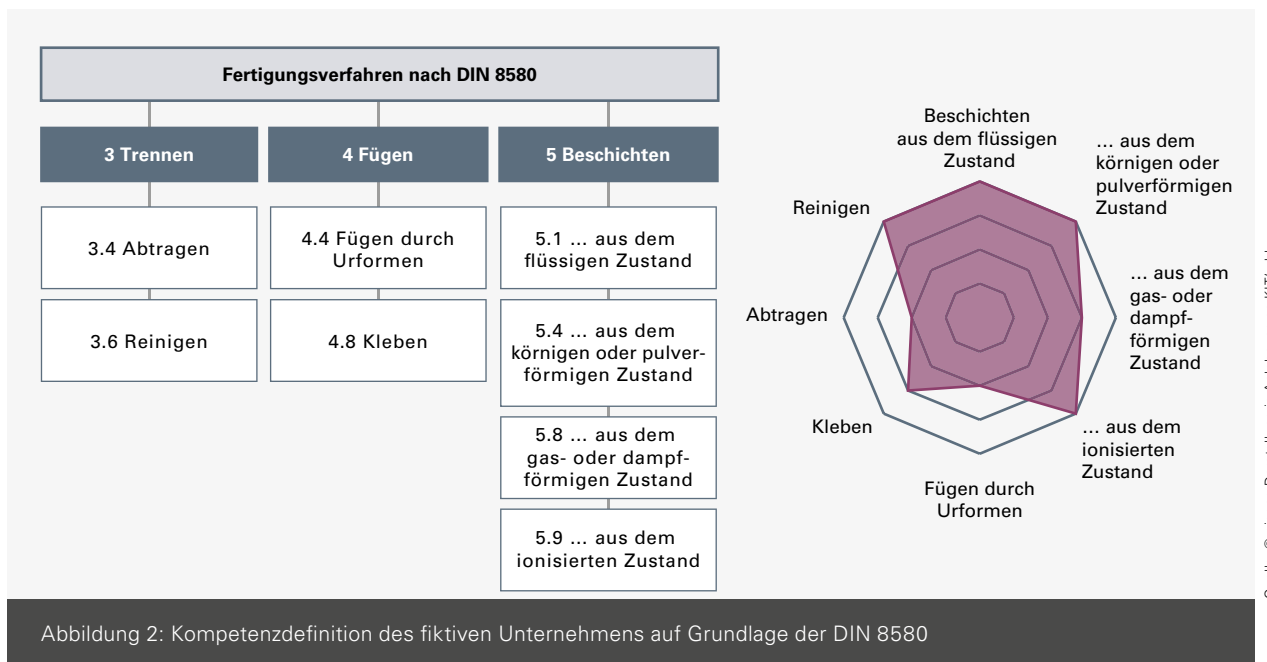 Fertigungsverfahren nach DIN 8580
3 Trennen
3.4 Abtragen
3.6 Reinigen
4 Fügen
4.4 Fügen durch
Urformen
4.8 Kleben
5 Beschichten
5.1 ... aus dem
flüssigen Zustand
5.4 ... aus dem
körnigen oder pulver-
förmigen Zustand
5.8 ... aus dem
gas- oder dampf-
förmigen Zustand
5.9 ... aus dem
ionisierten Zustand
Beschichten
aus dem flüssigen
Zustand
... aus dem
körnigen oder
pulverförmigen
Zustand
... aus dem
gas- oder
dampf-
förmigen
Zustand
... aus dem
ionisierten
Zustand
Fügen durch
Urformen
Kleben
Abtragen
Reinigen
Abbildung 2: Kompetenzdefinition des fiktiven Unternehmens auf Grundlage der DIN 8580